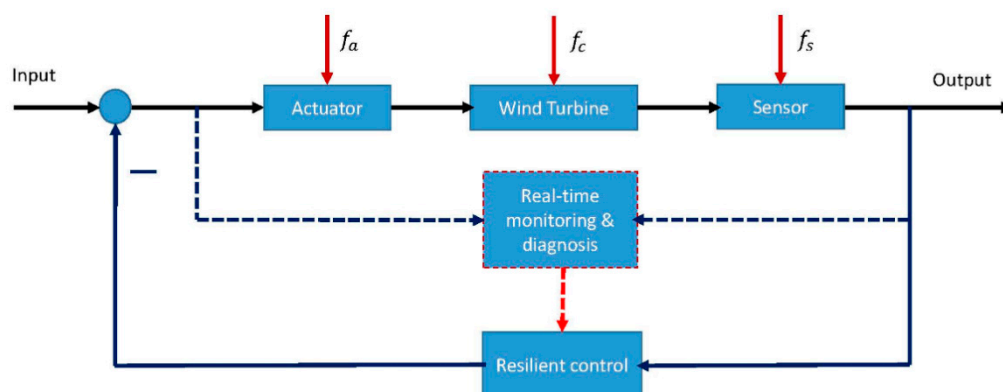 f_a
f_c
f_s
Input
Output
Actuator
Wind Turbine
Sensor
Real-time
monitoring &
diagnosis
Resilient control